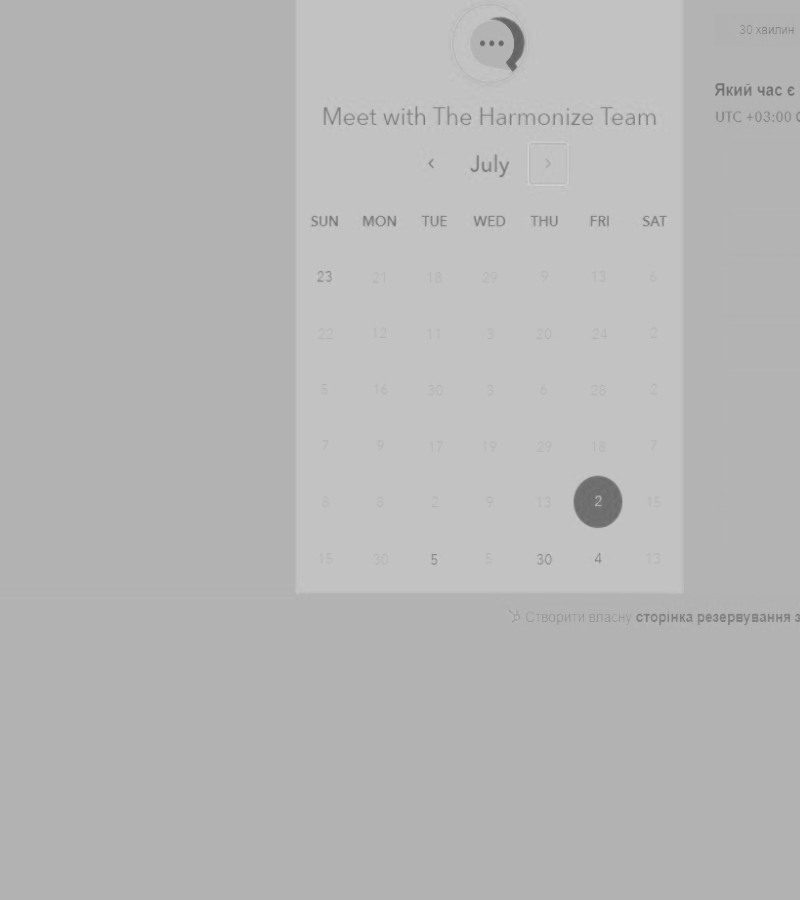 30 хвилин
Meet with The Harmonize Team
Який час є
UTC +03:00
July
SUN MON TUE WED THU FRI SAT
23 21 18 29 9 13 6
22 12 11 3 20 24 2
5 16 30 3 6 28 2
7 9 17 19 29 18 7
8 8 2 9 13 2 15
15 30 5 5 30 4 13
Створити власну сторінка резервування з